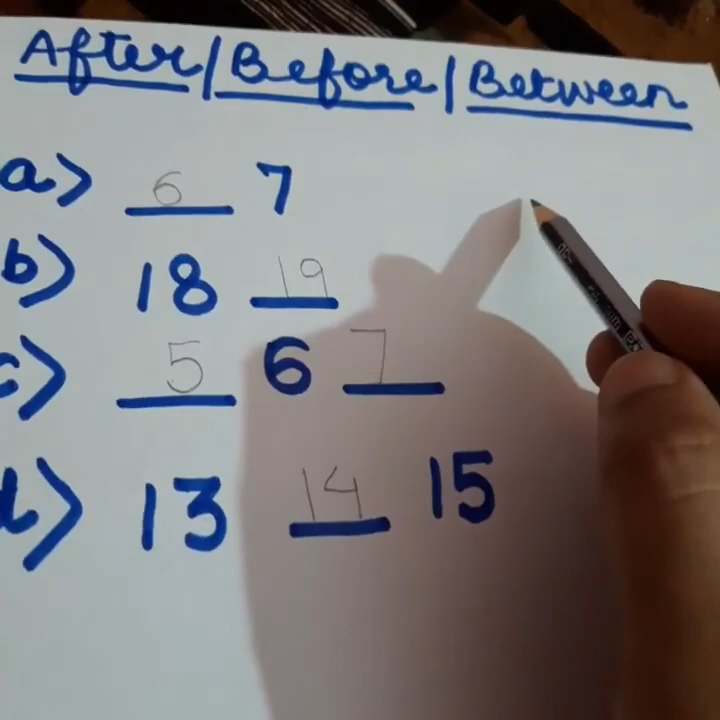 After/Before/Between
a> 6 7
b> 18 19
c> 5 6 7
d> 13 14 15